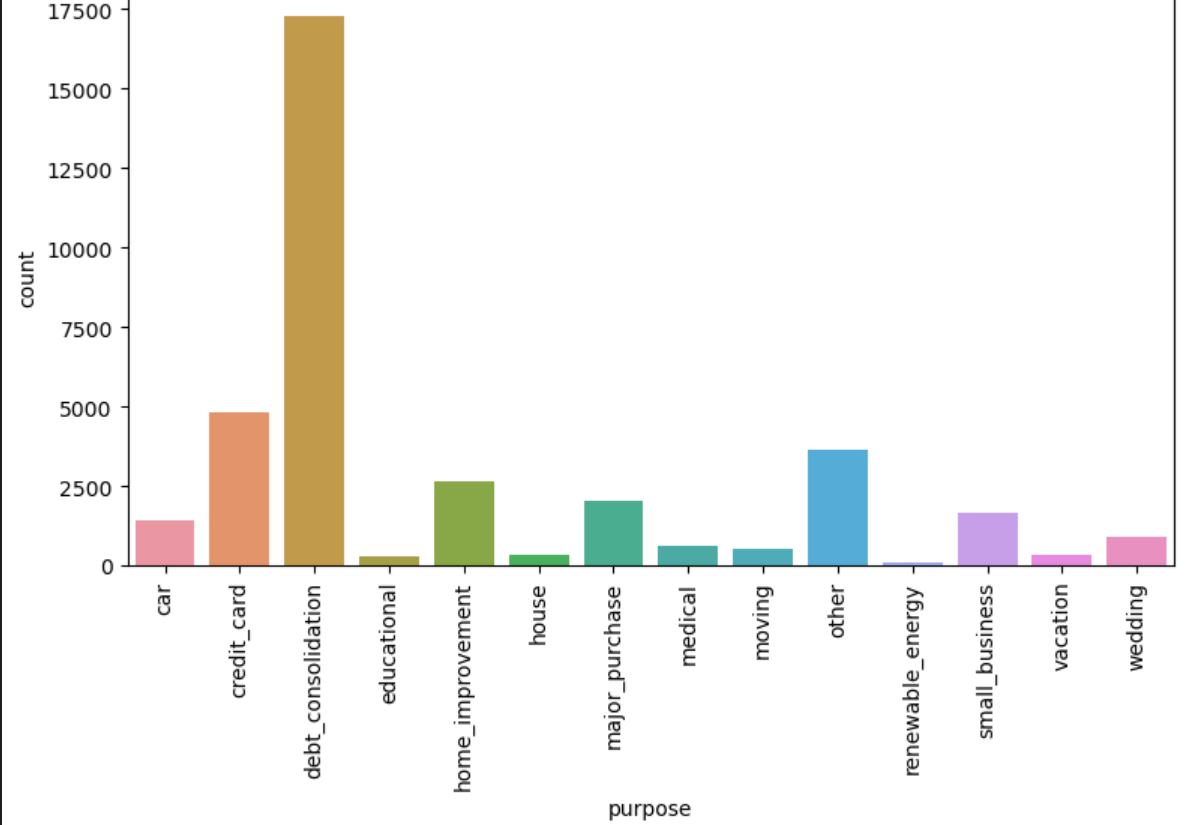 17500
15000
12500
10000
7500
5000
2500
0
count
car
credit_card
debt_consolidation
educational
home_improvement
house
major_purchase
medical
moving
other
renewable_energy
small_business
vacation
wedding
purpose